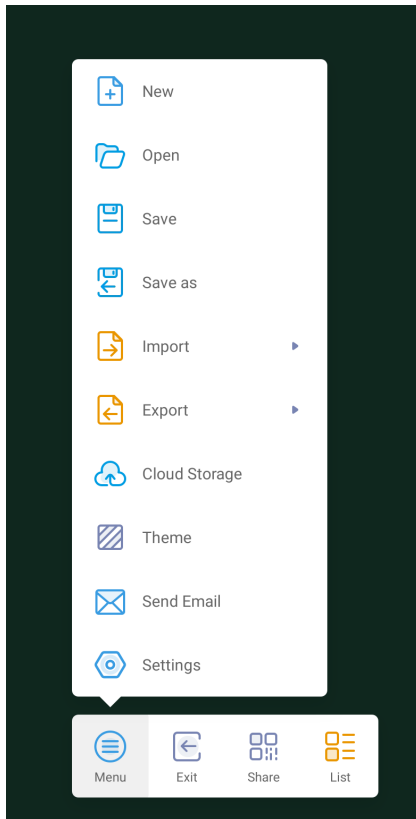 New
Open
Save
Save as
Import
Export
Cloud Storage
Theme
Send Email
Settings
Menu
Exit
Share
List